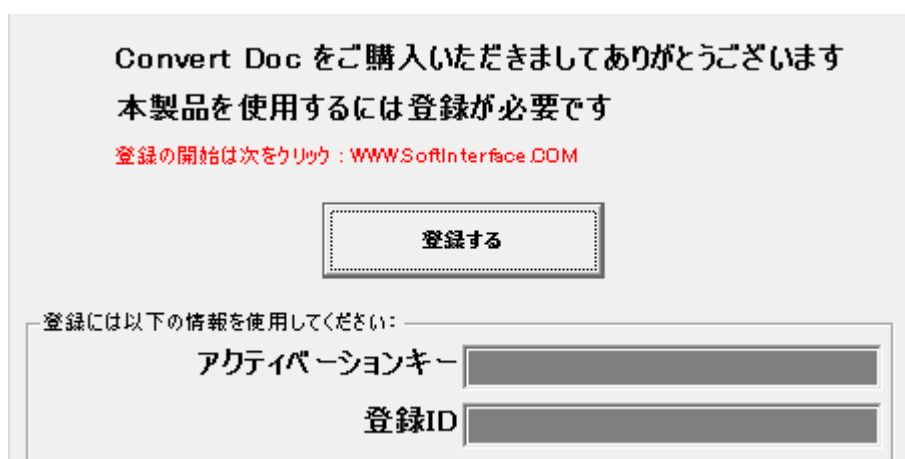 Convert Doc をご購入いただきましてありがとうございます
本製品を使用するには登録が必要です
登録の開始は次をクリック : WWW.SoftInterface.COM
登録する
登録には以下の情報を使用してください:
アクティベーションキー
登録ID